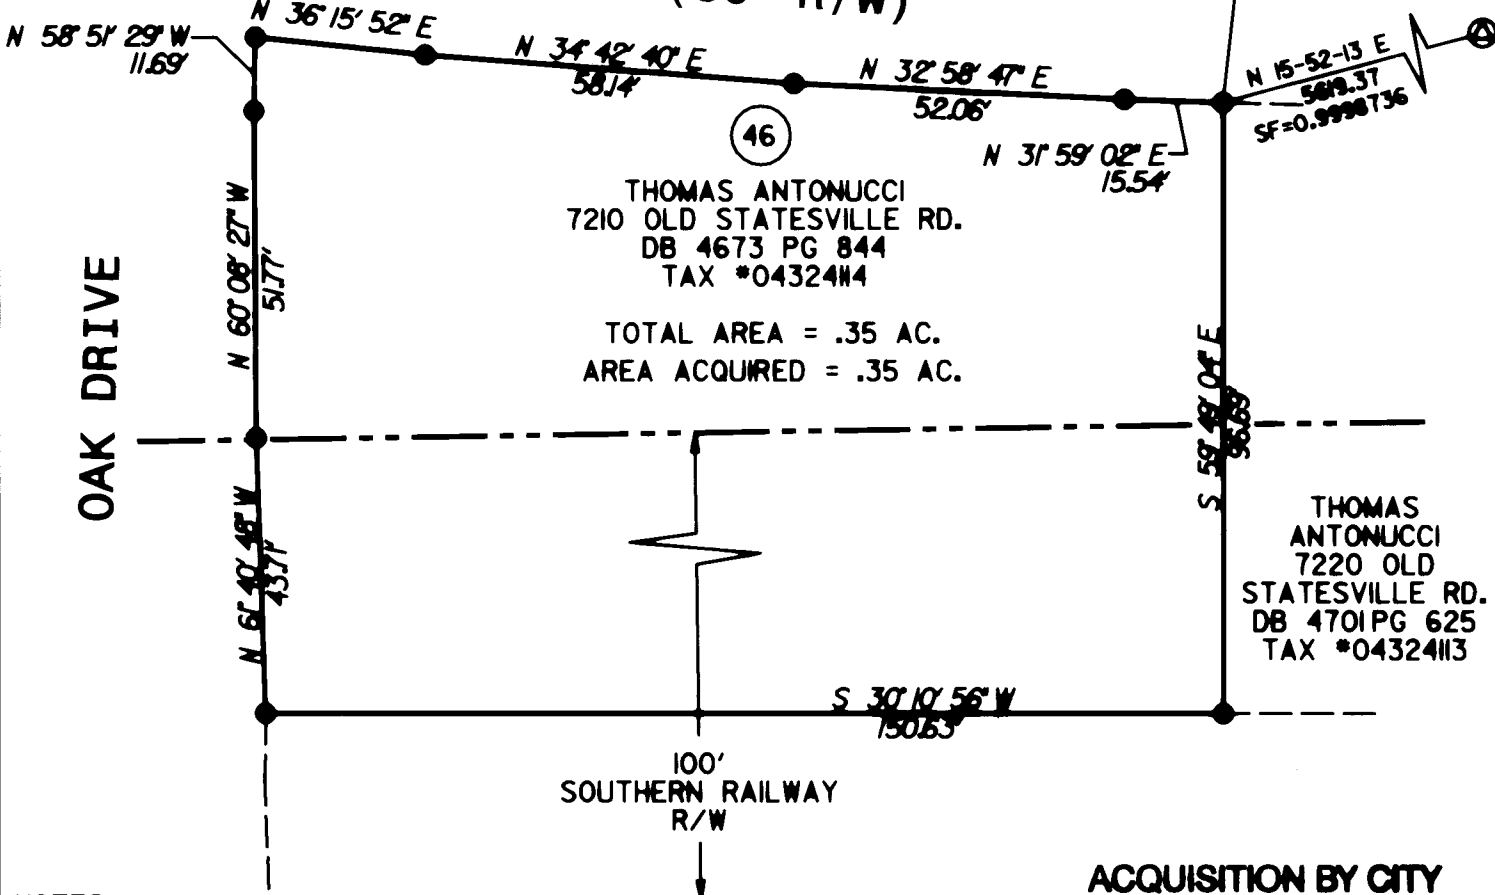 R/W)
N 36° 15' 52" E
N 58° 51' 29" W
11.69'
N 34° 42' 40" E
58.14'
N 32° 58' 47" E
52.06'
N 15-52-13 E
5619.37
SF=0.9998736
46
N 31° 59' 02" E
15.54'
THOMAS ANTONUCCI
7210 OLD STATESVILLE RD.
DB 4673 PG 844
TAX #04324114
TOTAL AREA = .35 AC.
AREA ACQUIRED = .35 AC.
OAK DRIVE
N 60° 08' 27" W
51.77'
N 61° 40' 48" W
43.71'
S 59° 49' 04" E
THOMAS
ANTONUCCI
7220 OLD
STATESVILLE RD.
DB 4701 PG 625
TAX #04324113
S 30° 10' 56" W
150.63'
100'
SOUTHERN RAILWAY
R/W
ACQUISITION BY CITY